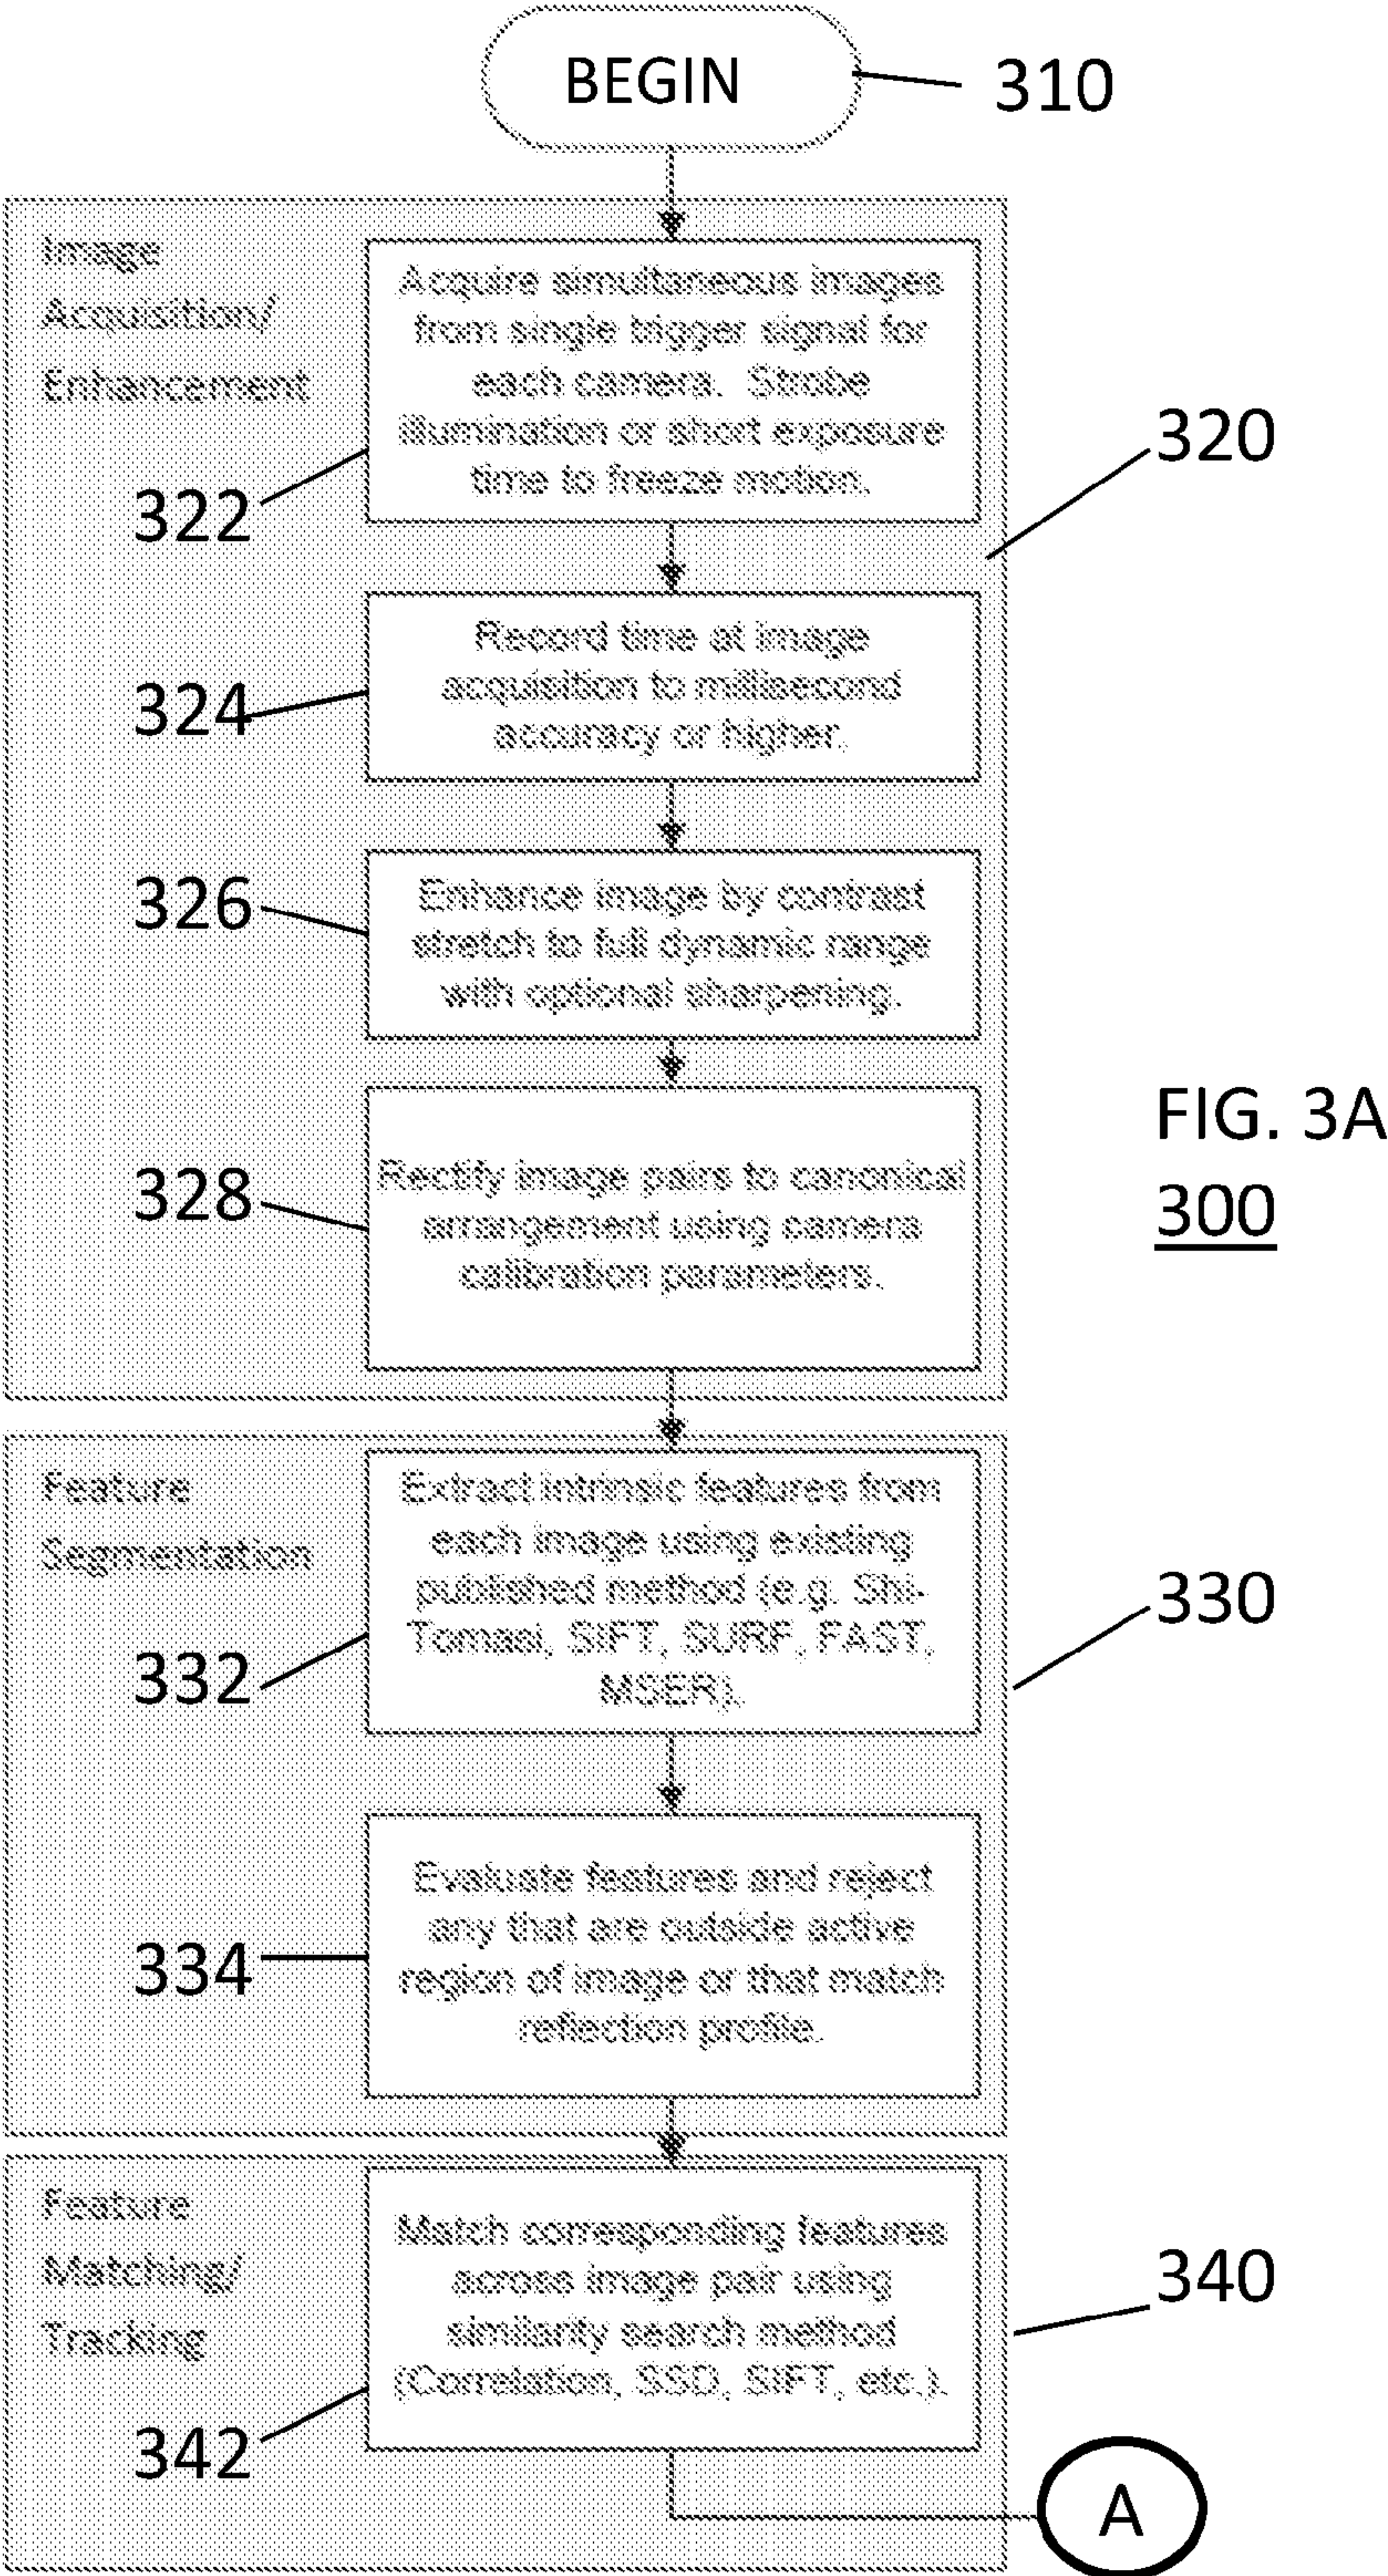 BEGIN
310
Image
Acquisition/
Enhancement
Acquire simultaneous images
from single trigger signal for
each camera. Strobe
illumination or short exposure
time to freeze motion.
320
322
Record time at image
acquisition to millisecond
accuracy or higher.
324
Enhance image by contrast
stretch to full dynamic range
with optional sharpening.
326
Rectify image pairs to canonical
arrangement using camera
calibration parameters.
328
FIG. 3A
300
Feature
Segmentation
Extract intrinsic features from
each image using existing
published method (e.g. Shi-
Tomasi, SIFT, SURF, FAST,
MSER).
330
332
Evaluate features and reject
any that are outside active
region of image or that match
reflection profile.
334
Feature
Matching/
Tracking
Match corresponding features
across image pair using
similarity search method
(Correlation, SSD, SIFT, etc.).
340
342
A